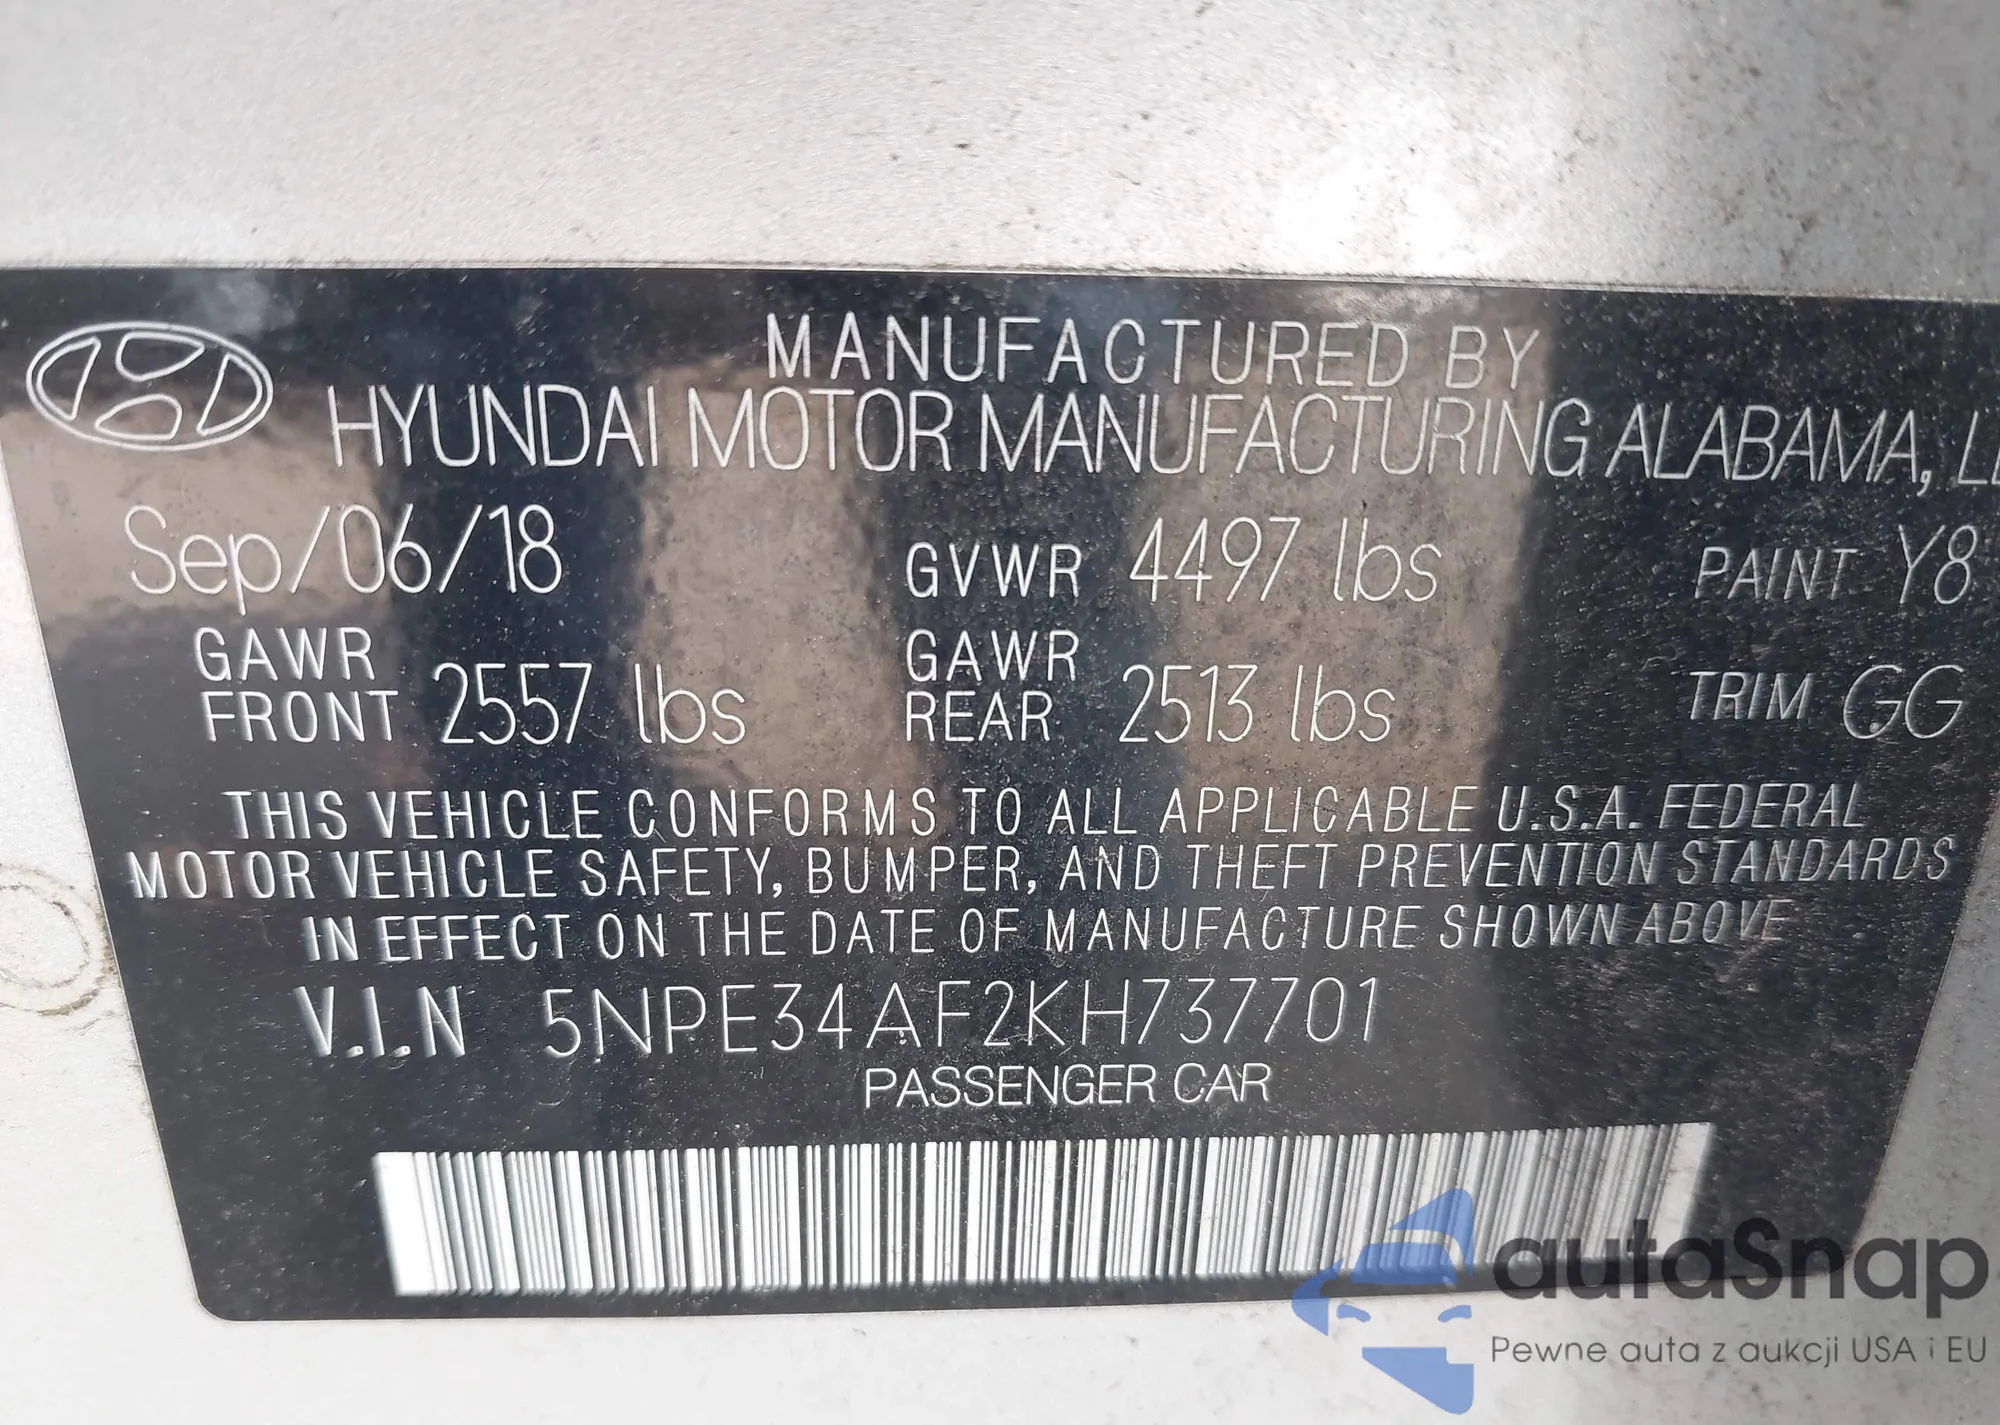 MANUFACTURED BY
HYUNDAI MOTOR MANUFACTURING ALABAMA, LL
Sep/06/18 GVWR 4497 lbs PAINT Y8
GAWR FRONT 2557 lbs GAWR REAR 2513 lbs TRIM GG
THIS VEHICLE CONFORMS TO ALL APPLICABLE U.S.A. FEDERAL
MOTOR VEHICLE SAFETY, BUMPER, AND THEFT PREVENTION STANDARDS
IN EFFECT ON THE DATE OF MANUFACTURE SHOWN ABOVE
V.I.N 5NPE34AF2KH737701
PASSENGER CAR
autaSnap
Pewne auta z aukcji USA i EU